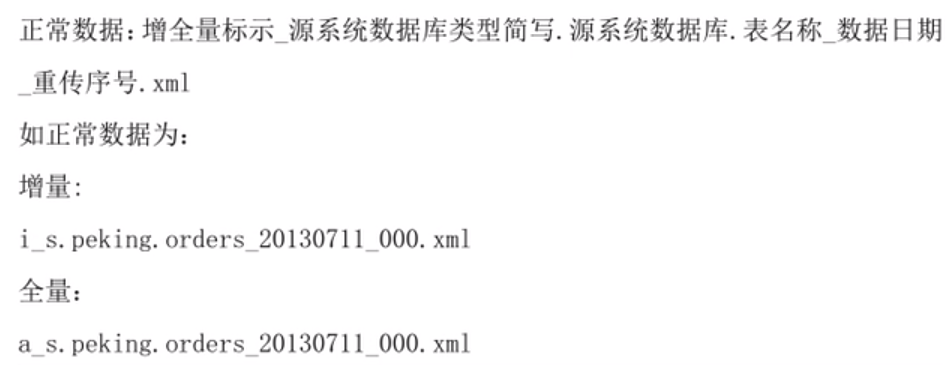 正常数据：增全量标示_源系统数据库类型简写.源系统数据库.表名称_数据日期
_重传序号.xml
如正常数据为：
增量：
i_s.peking.orders_20130711_000.xml
全量：
a_s.peking.orders_20130711_000.xml